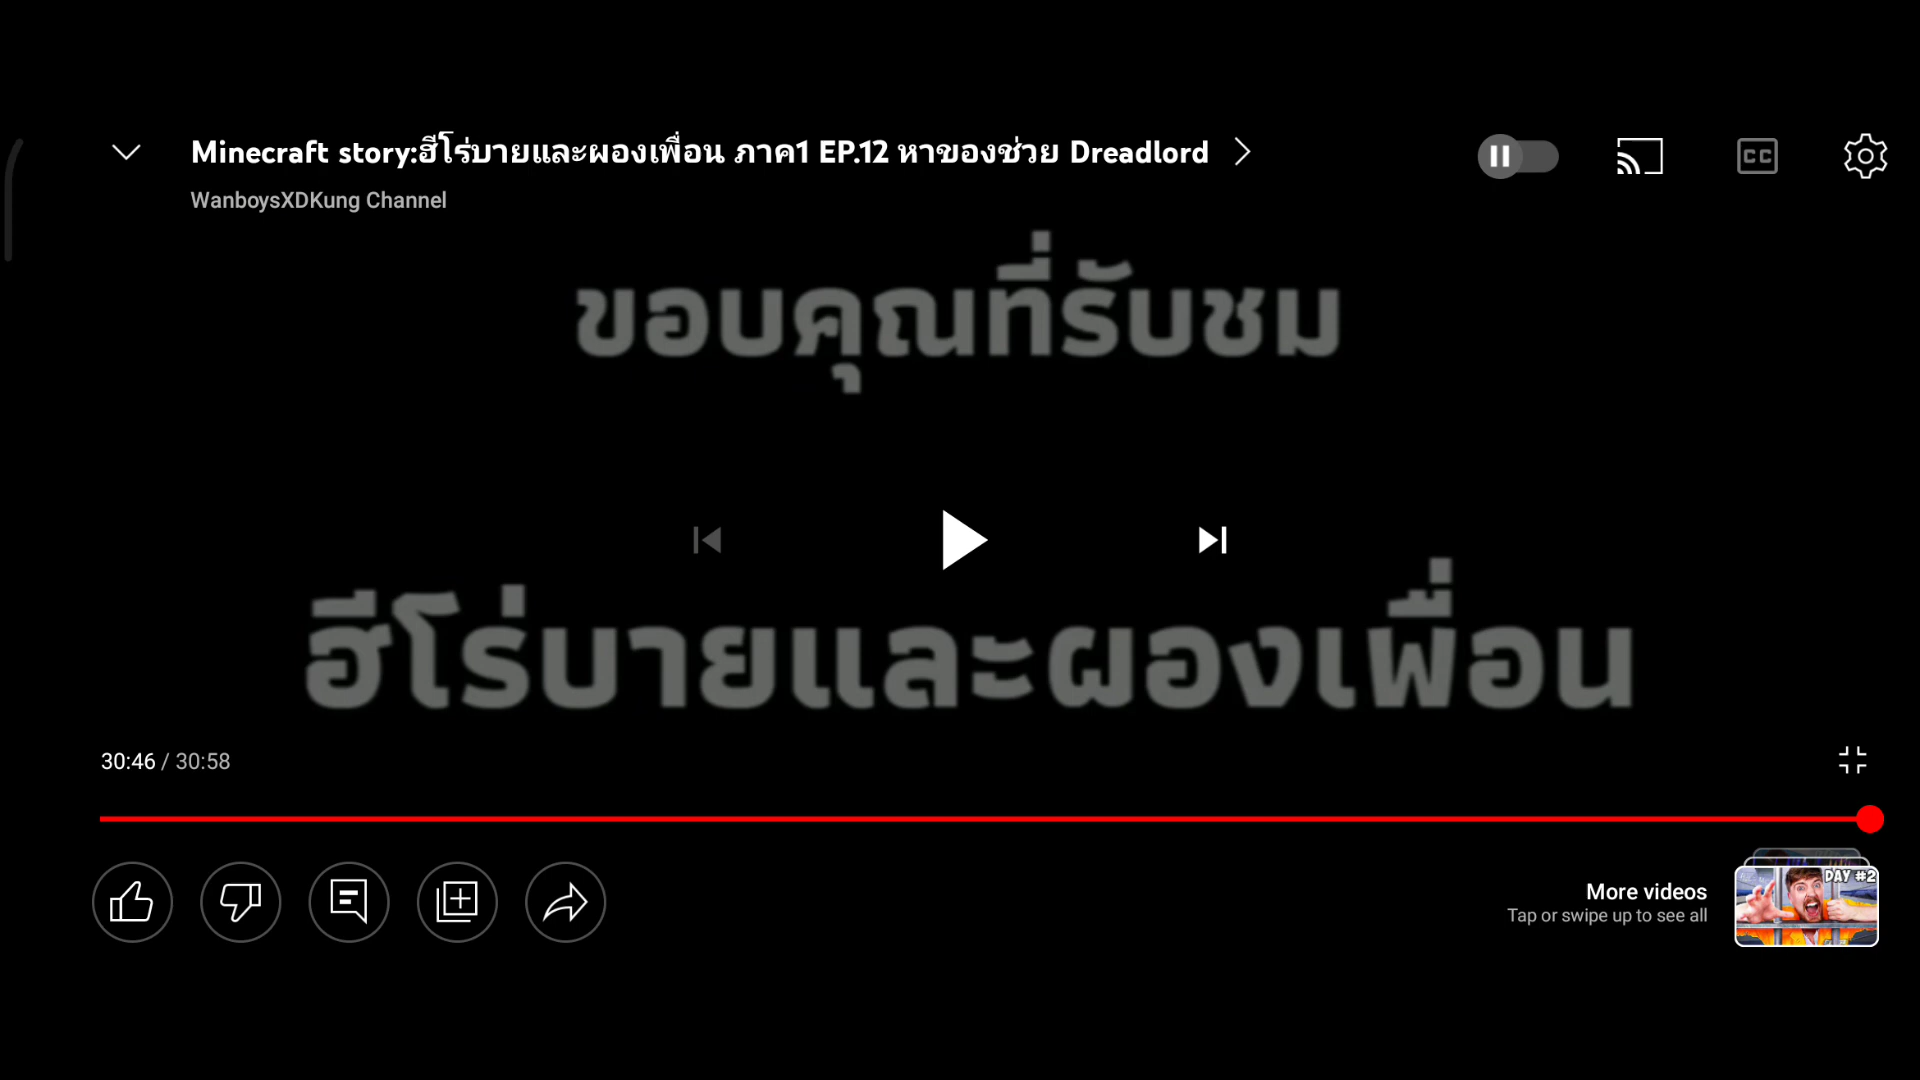 Minecraft story:ฮีโร่บายและผองเพื่อน ภาค1 EP.12 หาของช่วย Dreadlord
WanboysXDKung Channel
CC
ขอบคุณที่รับชม
ฮีโร่บายและผองเพื่อน
30:46 / 30:58
DAY #2
More videos
Tap or swipe up to see all